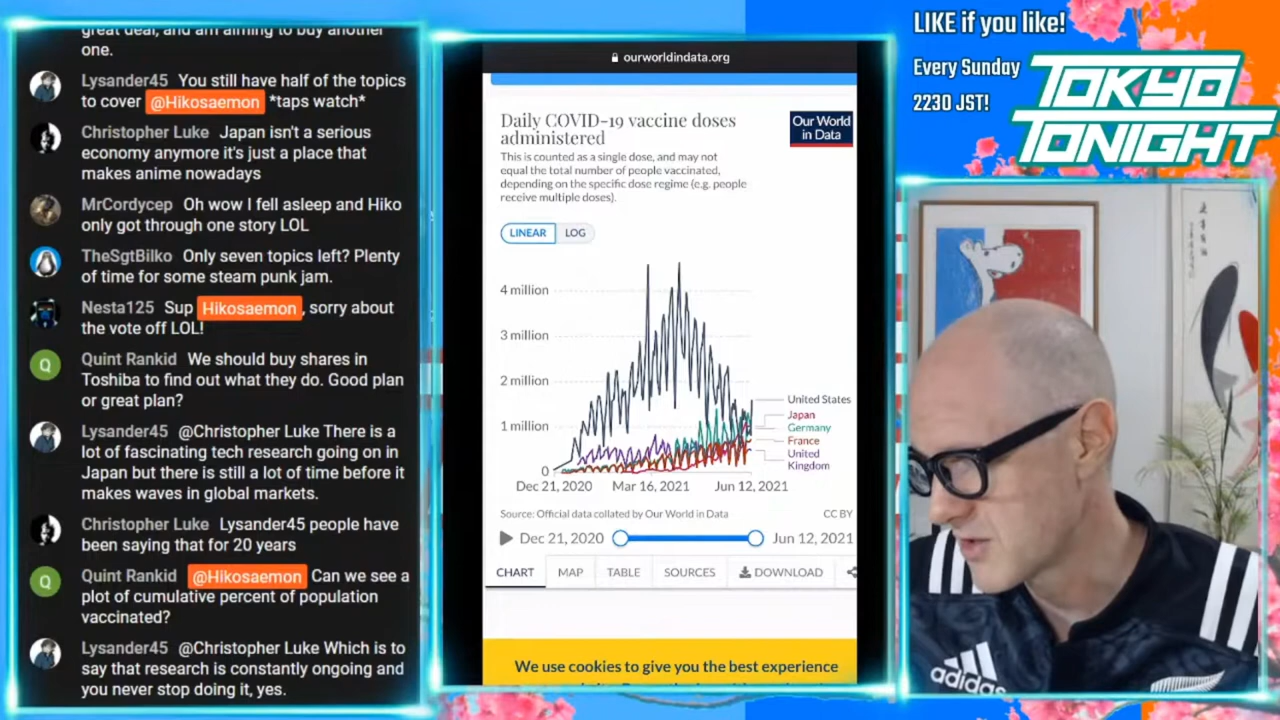 great deal, and am aiming to buy another
one.
Lysander45 You still have half of the topics
to cover @Hikosaemon *taps watch*
Christopher Luke Japan isn't a serious
economy anymore it's just a place that
makes anime nowadays
MrCordycep Oh wow I fell asleep and Hiko
only got through one story LOL
TheSgtBilko Only seven topics left? Plenty
of time for some steam punk jam.
Nesta125 Sup Hikosaemon, sorry about
the vote off LOL!
Q
Quint Rankid We should buy shares in
Toshiba to find out what they do. Good plan
or great plan?
Lysander45 @Christopher Luke There is a
lot of fascinating tech research going on in
Japan but there is still a lot of time before it
makes waves in global markets.
Christopher Luke Lysander45 people have
been saying that for 20 years
Q
Quint Rankid @Hikosaemon Can we see a
plot of cumulative percent of population
vaccinated?
Lysander45 @Christopher Luke Which is to
say that research is constantly ongoing and
you never stop doing it, yes.
ourworldindata.org
Daily COVID-19 vaccine doses
administered
Our World
in Data
This is counted as a single dose, and may not
equal the total number of people vaccinated,
depending on the specific dose regime (e.g. people
receive multiple doses).
LINEAR LOG
4 million
3 million
2 million
1 million
0
United States
Japan
Germany
France
United
Kingdom
Dec 21, 2020 Mar 16, 2021 Jun 12, 2021
Source: Official data collated by Our World in Data CC BY
Dec 21, 2020 Jun 12, 2021
CHART MAP TABLE SOURCES DOWNLOAD
We use cookies to give you the best experience
LIKE if you like!
Every Sunday
2230 JST!
TOKYO
TONIGHT
adidas